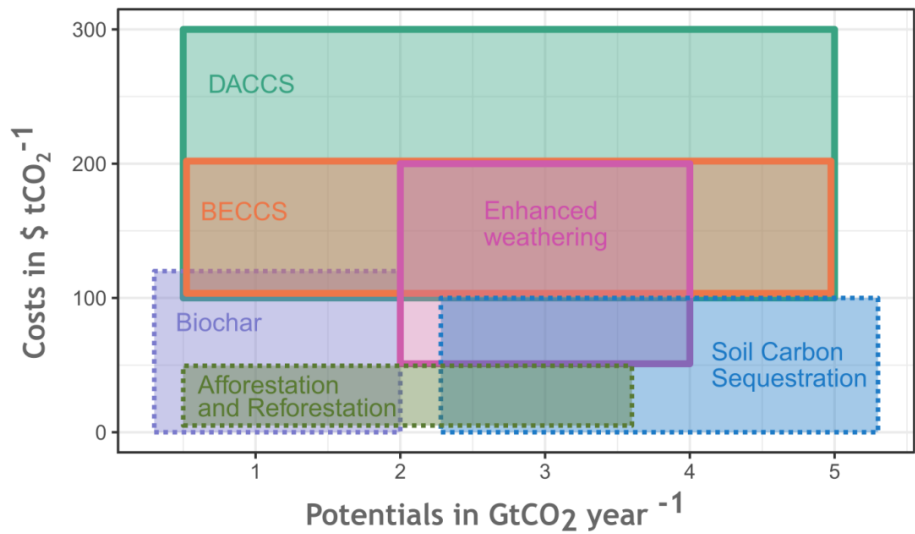 300
200
100
0
Costs in $ tCO₂⁻¹
DACCS
BECCS
Enhanced
weathering
Biochar
Soil Carbon
Sequestration
Afforestation
and Reforestation
1 2 3 4 5
Potentials in GtCO₂ year ⁻¹